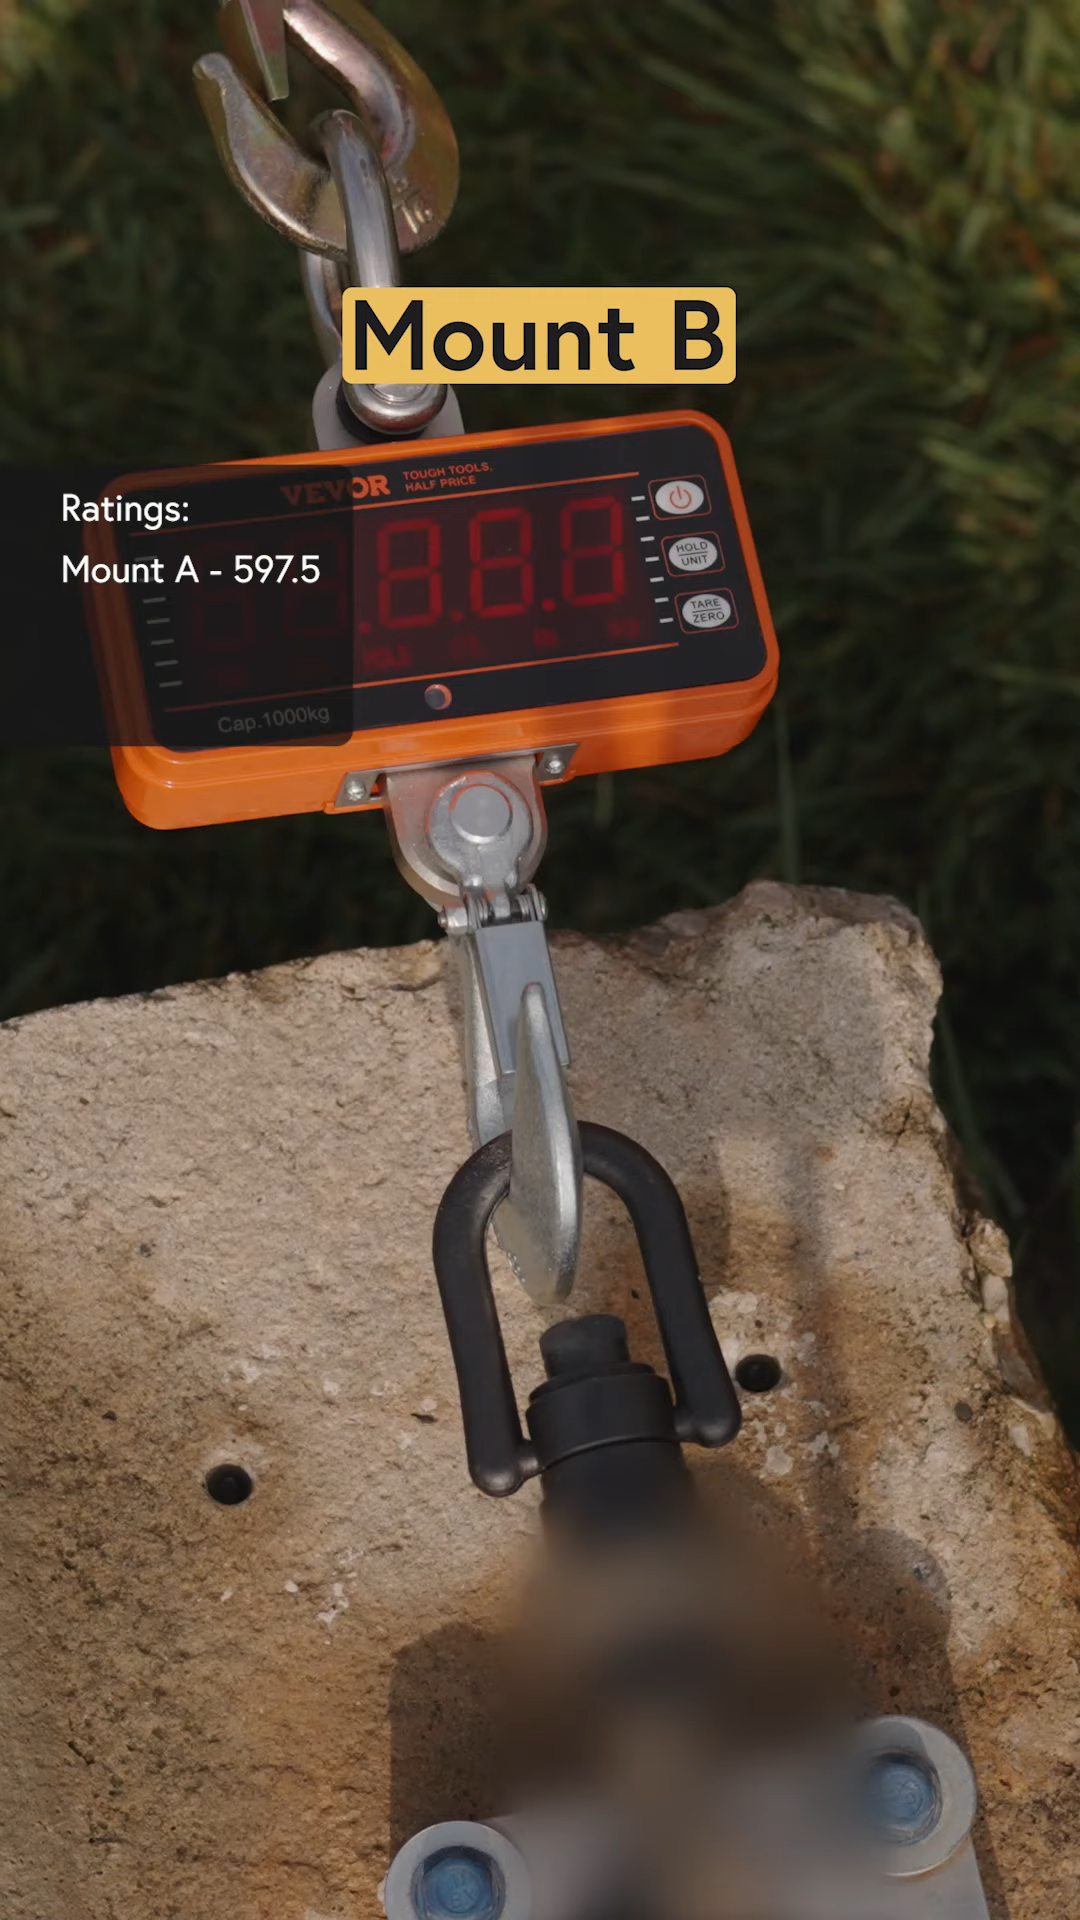 Mount B
VEVOR TOUGH TOOLS,
HALF PRICE
Ratings:
Mount A - 597.5
8.8.8
HOLD
UNIT
TARE
ZERO
HOLD
Cap.1000kg